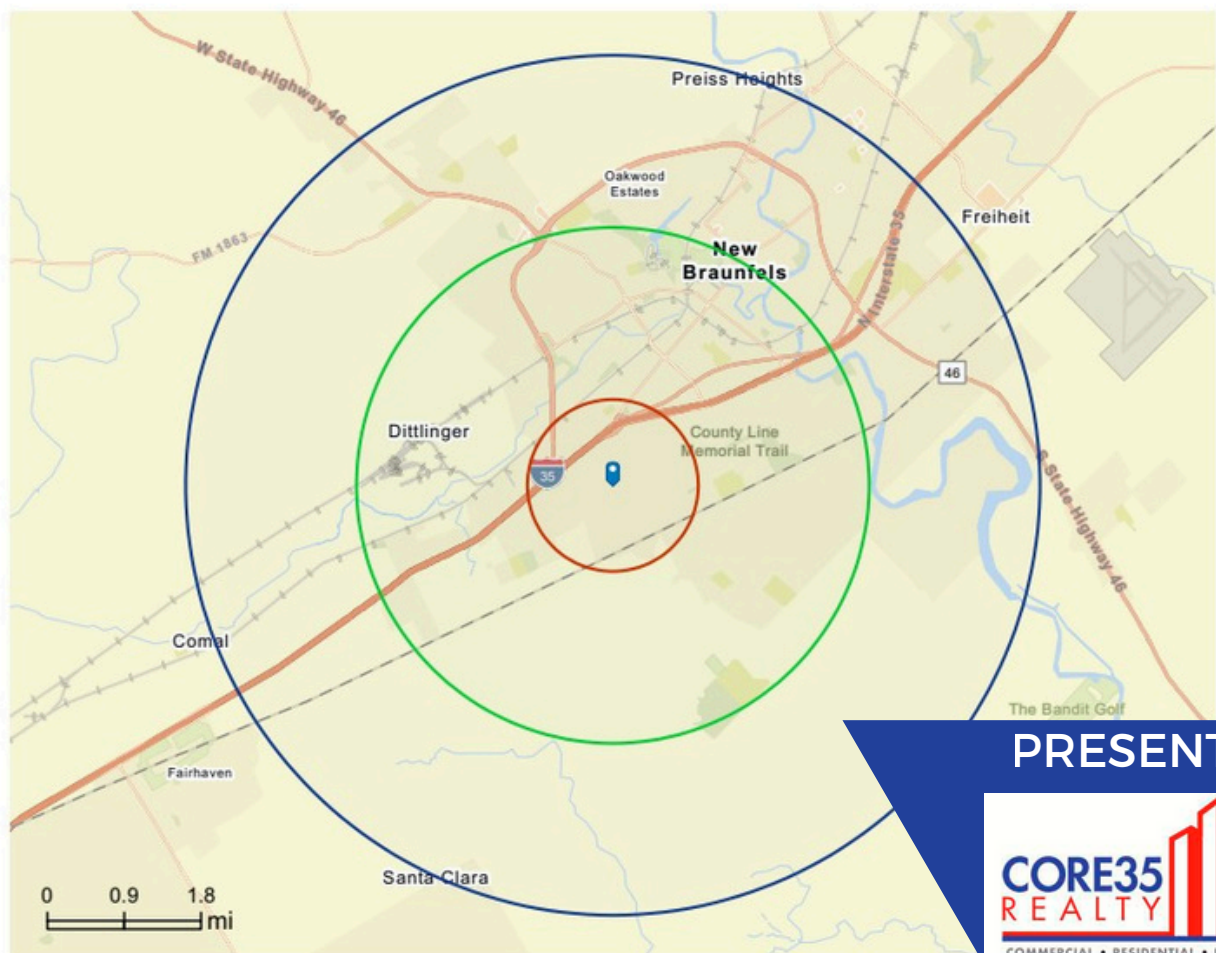 W State Highway 46
Preiss Heights
Oakwood
Estates
FM 1863
Freiheit
New
Braunfels
N Interstate 35
46
Dittlinger
County Line
Memorial Trail
35
S State Highway 46
Comal
The Bandit Golf
Fairhaven
Santa Clara
0 0.9 1.8
mi
PRESENT
CORE35
REALTY
COMMERCIAL • RESIDENTIAL •